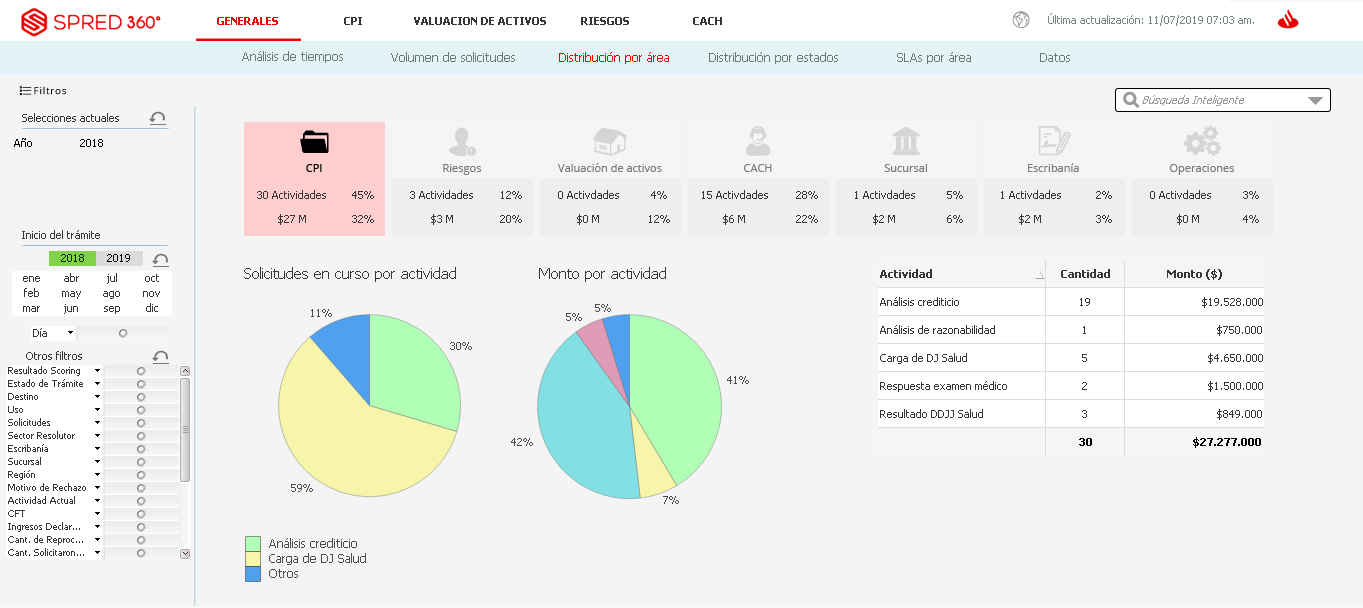 SPRED 360°
GENERALES CPI VALUACION DE ACTIVOS RIESGOS CACH
Última actualización: 11/07/2019 07:03 am.
Análisis de tiempos Volumen de solicitudes Distribución por área Distribución por estados SLAs por área Datos
Filtros
Búsqueda Inteligente
Selecciones actuales
Año 2018
CPI Riesgos Valuación de activos CACH Sucursal Escribanía Operaciones
30 Actividades 45% 3 Actividades 12% 0 Activdades 4% 15 Activdades 28% 1 Activdades 5% 1 Activdades 2% 0 Activdades 3%
$27 M 32% $3 M 20% $0 M 12% $6 M 22% $2 M 6% $2 M 3% $0 M 4%
Inicio del trámite
2018 2019
ene abr jul oct
feb may ago nov
mar jun sep dic
Día
Otros filtros
Resultado Scoring
Estado de Trámite
Destino
Uso
Solicitudes
Sector Resolutor
Escribanía
Sucursal
Región
Motivo de Rechazo
Actividad Actual
CFT
Ingresos Declar...
Cant. de Reproc...
Cant. Solicitaron...
Solicitudes en curso por actividad
11%
30%
59%
Monto por actividad
5%
5%
41%
42%
7%
Análisis crediticio
Carga de DJ Salud
Otros
Actividad Cantidad Monto ($)
Análisis crediticio 19 $19.528.000
Análisis de razonabilidad 1 $750.000
Carga de DJ Salud 5 $4.650.000
Respuesta examen médico 2 $1.500.000
Resultado DDJJ Salud 3 $849.000
30 $27.277.000